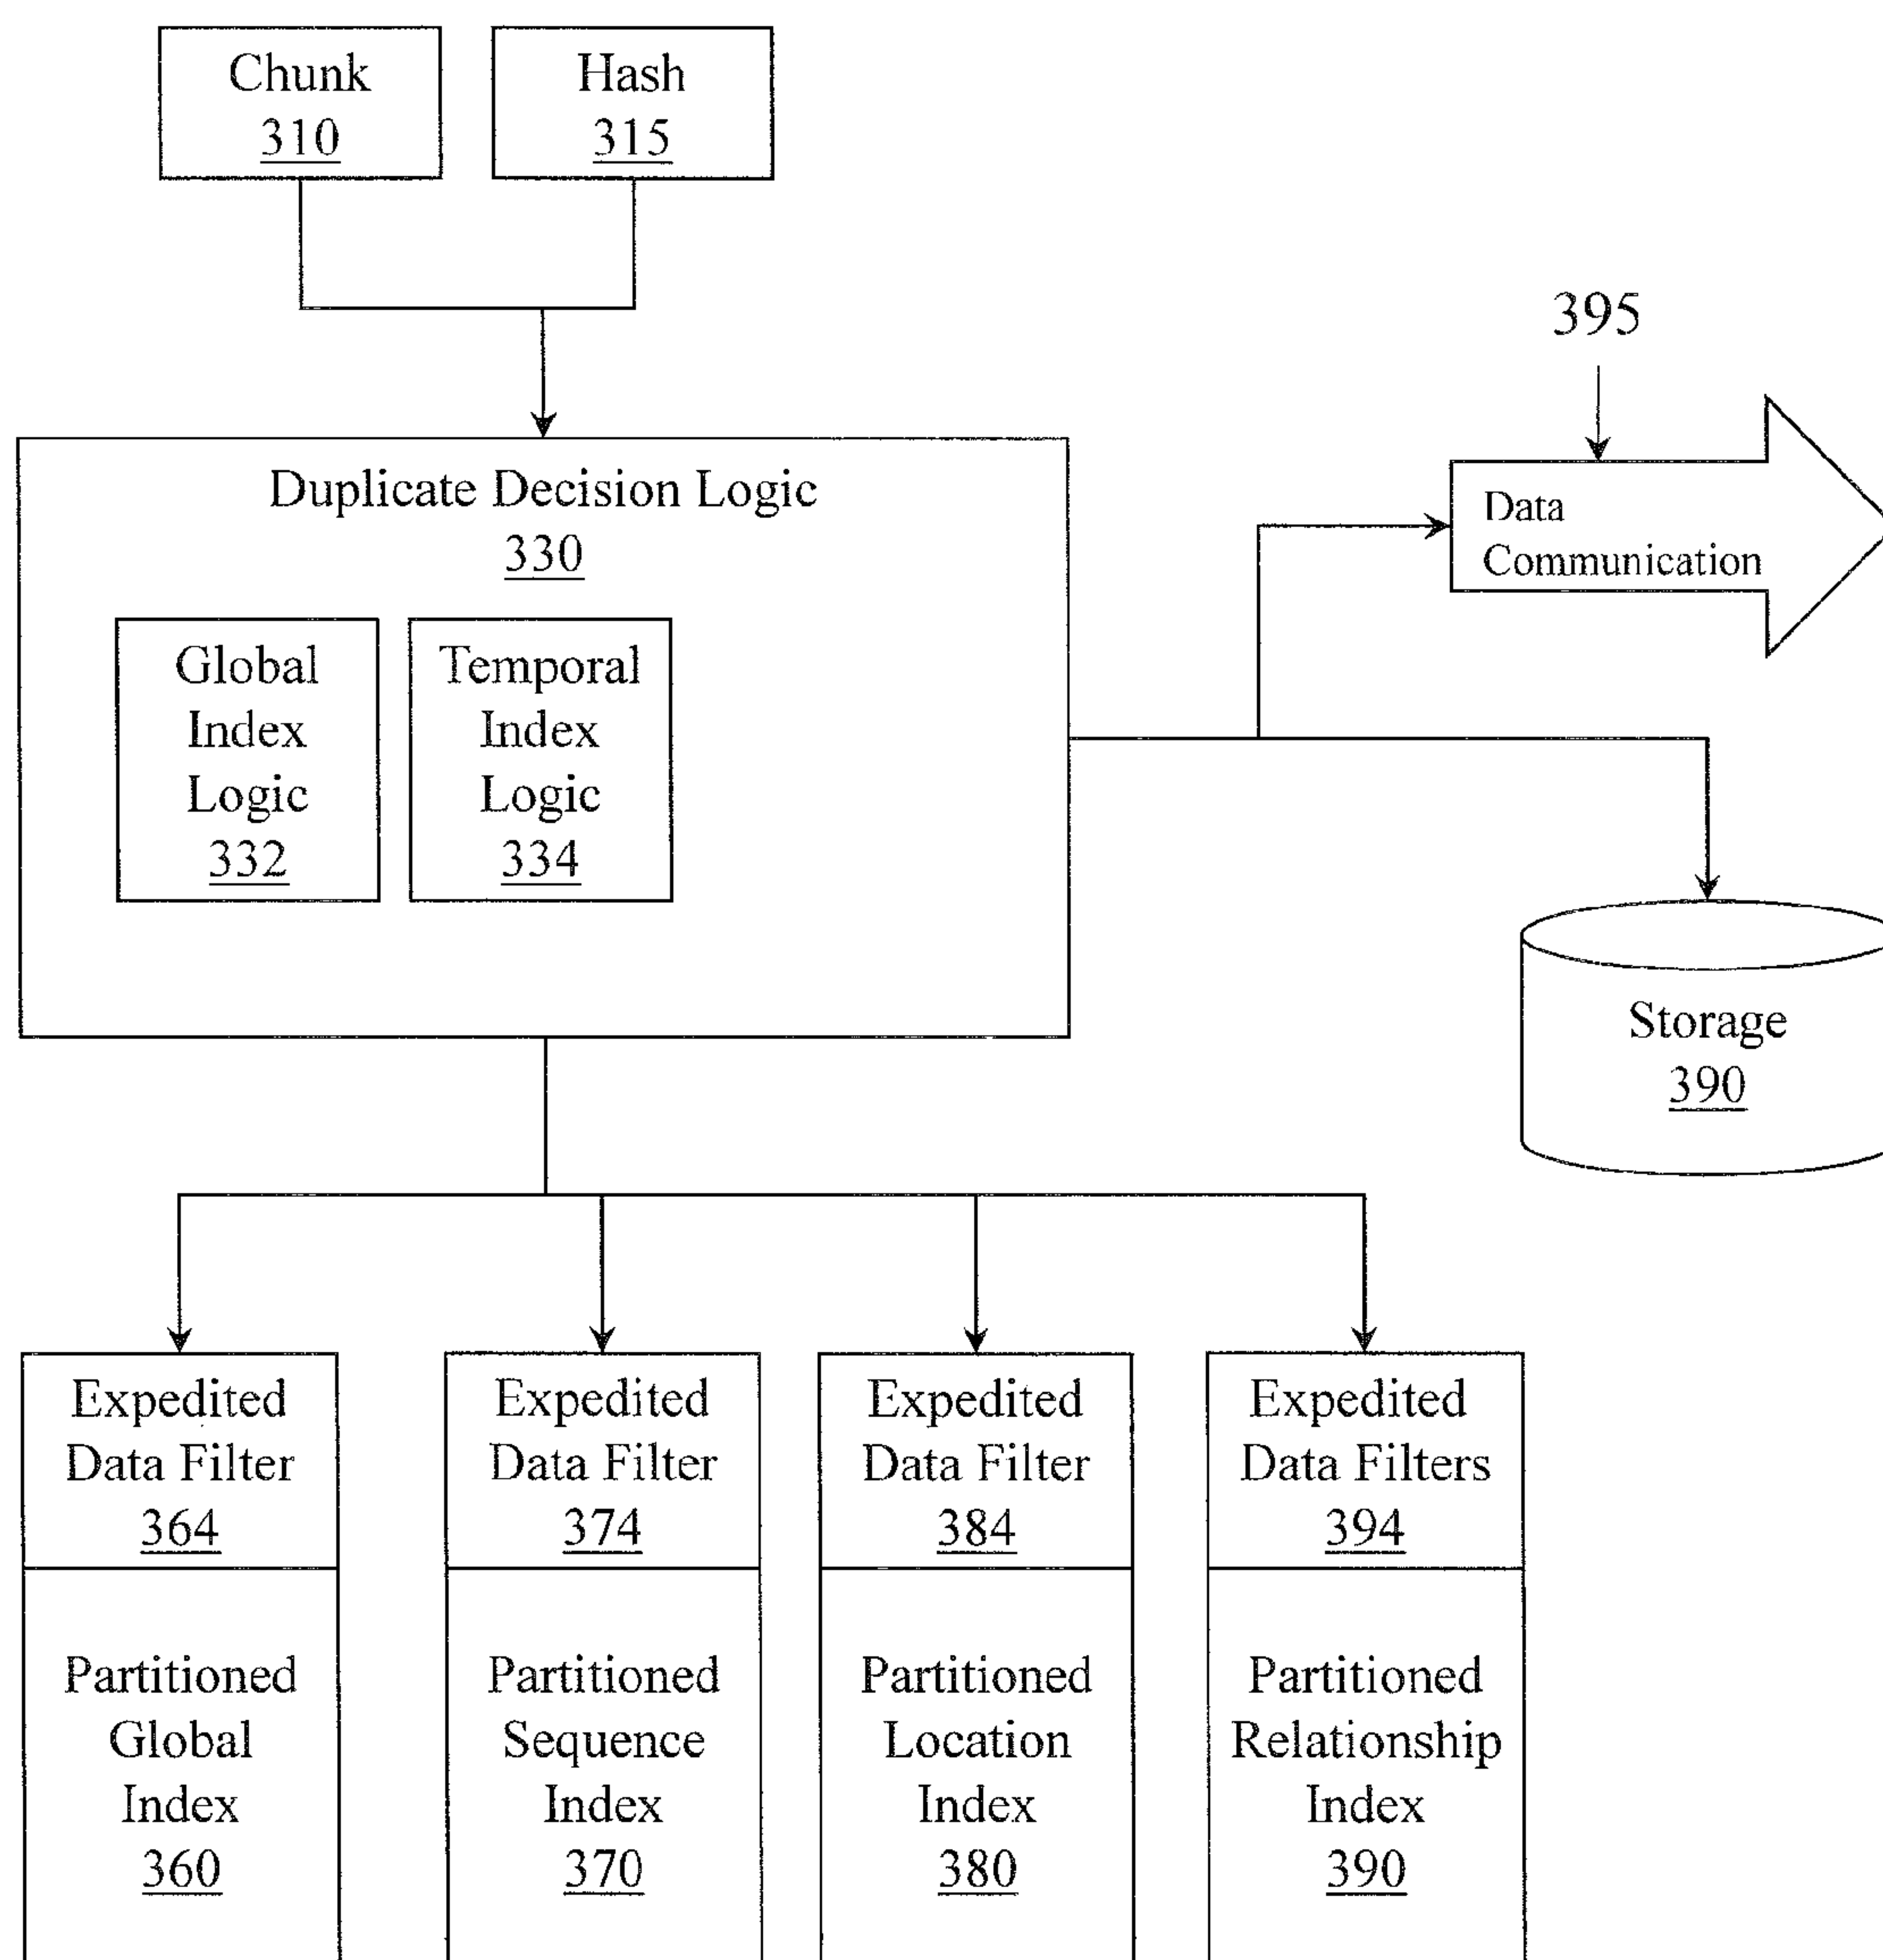 Chunk
310
Hash
315
395
Duplicate Decision Logic
330
Data
Communication
Global
Index
Logic
332
Temporal
Index
Logic
334
Storage
390
Expedited
Data Filter
364
Expedited
Data Filter
374
Expedited
Data Filter
384
Expedited
Data Filters
394
Partitioned
Global
Index
360
Partitioned
Sequence
Index
370
Partitioned
Location
Index
380
Partitioned
Relationship
Index
390